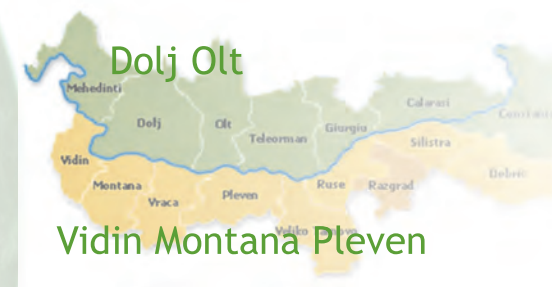 Dolj Olt
Mehedinti
Dolj
Olt
Teleorman
Giurgiu
Calarasi
Constanta
Vidin
Montana
Vraca
Pleven
Ruse
Razgrad
Silistra
Dobric
Veliko
Vidin Montana Pleven